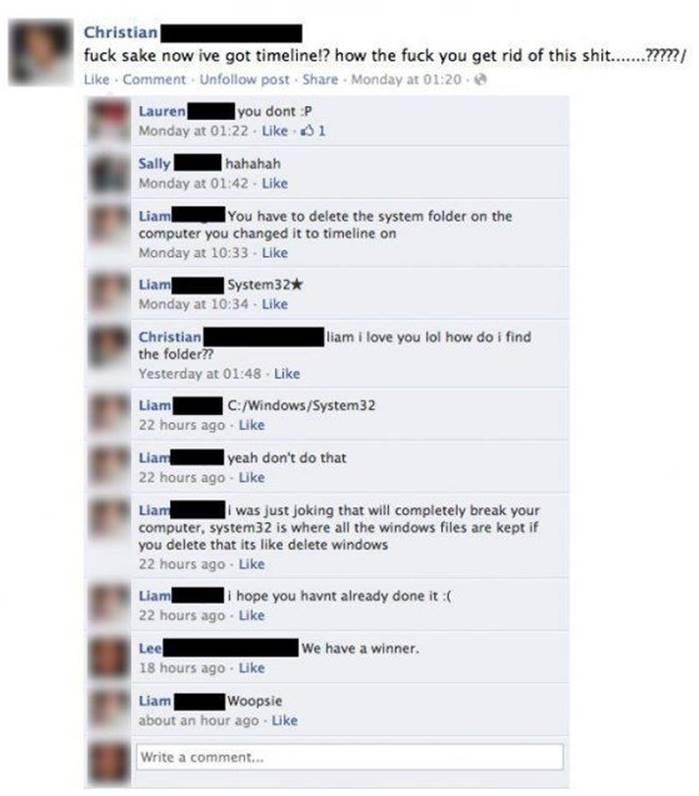 Christian
fuck sake now ive got timeline!? how the fuck you get rid of this shit.......?????/
Like · Comment · Unfollow post · Share · Monday at 01:20 ·
Lauren you dont :P
Monday at 01:22 · Like · 1
Sally hahahah
Monday at 01:42 · Like
Liam You have to delete the system folder on the
computer you changed it to timeline on
Monday at 10:33 · Like
Liam System32★
Monday at 10:34 · Like
Christian liam i love you lol how do i find
the folder??
Yesterday at 01:48 · Like
Liam C:/Windows/System32
22 hours ago · Like
Liam yeah don't do that
22 hours ago · Like
Liam i was just joking that will completely break your
computer, system32 is where all the windows files are kept if
you delete that its like delete windows
22 hours ago · Like
Liam i hope you havnt already done it :(
22 hours ago · Like
Lee We have a winner.
18 hours ago · Like
Liam Woopsie
about an hour ago · Like
Write a comment...